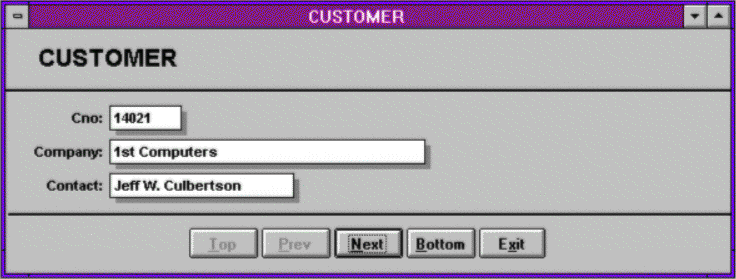 CUSTOMER
CUSTOMER
Cno: 14021
Company: 1st Computers
Contact: Jeff W. Culbertson
Top Prev Next Bottom Exit